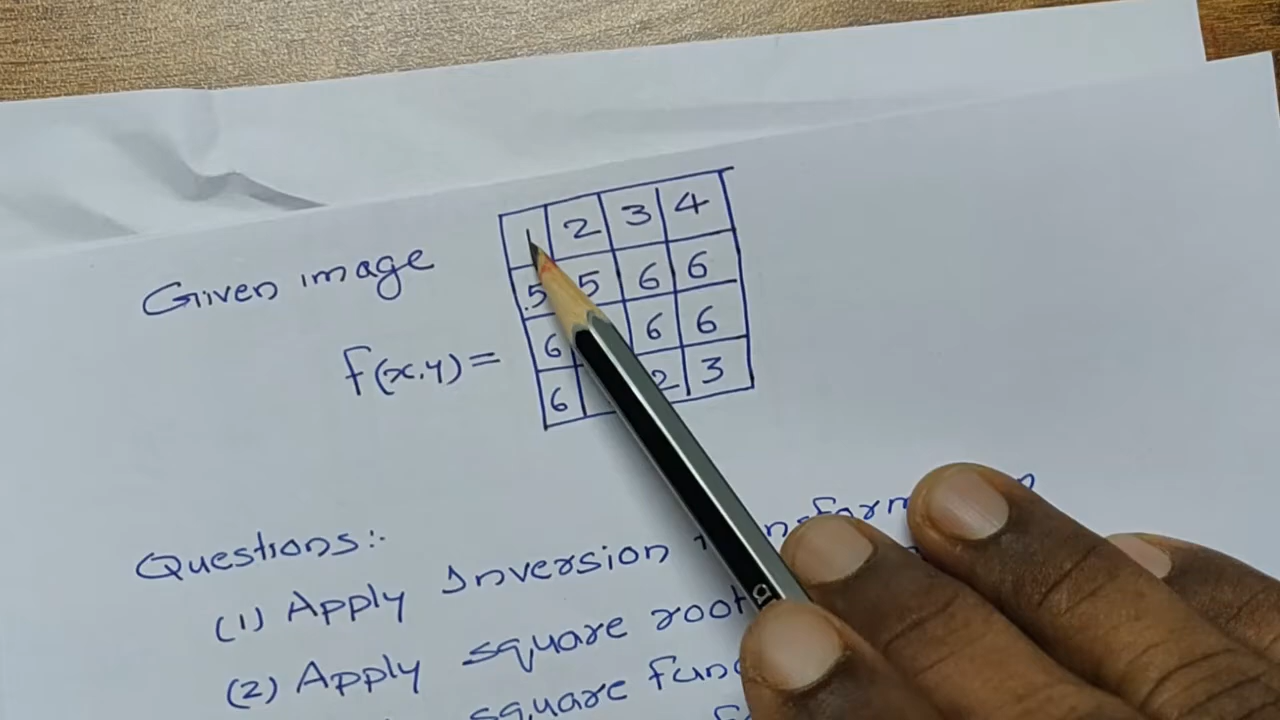 Given image
f(x,y)=
1 2 3 4
5 5 6 6
6 6 6
6 2 3
Questions:-
(1) Apply Inversion
(2) Apply square root
square